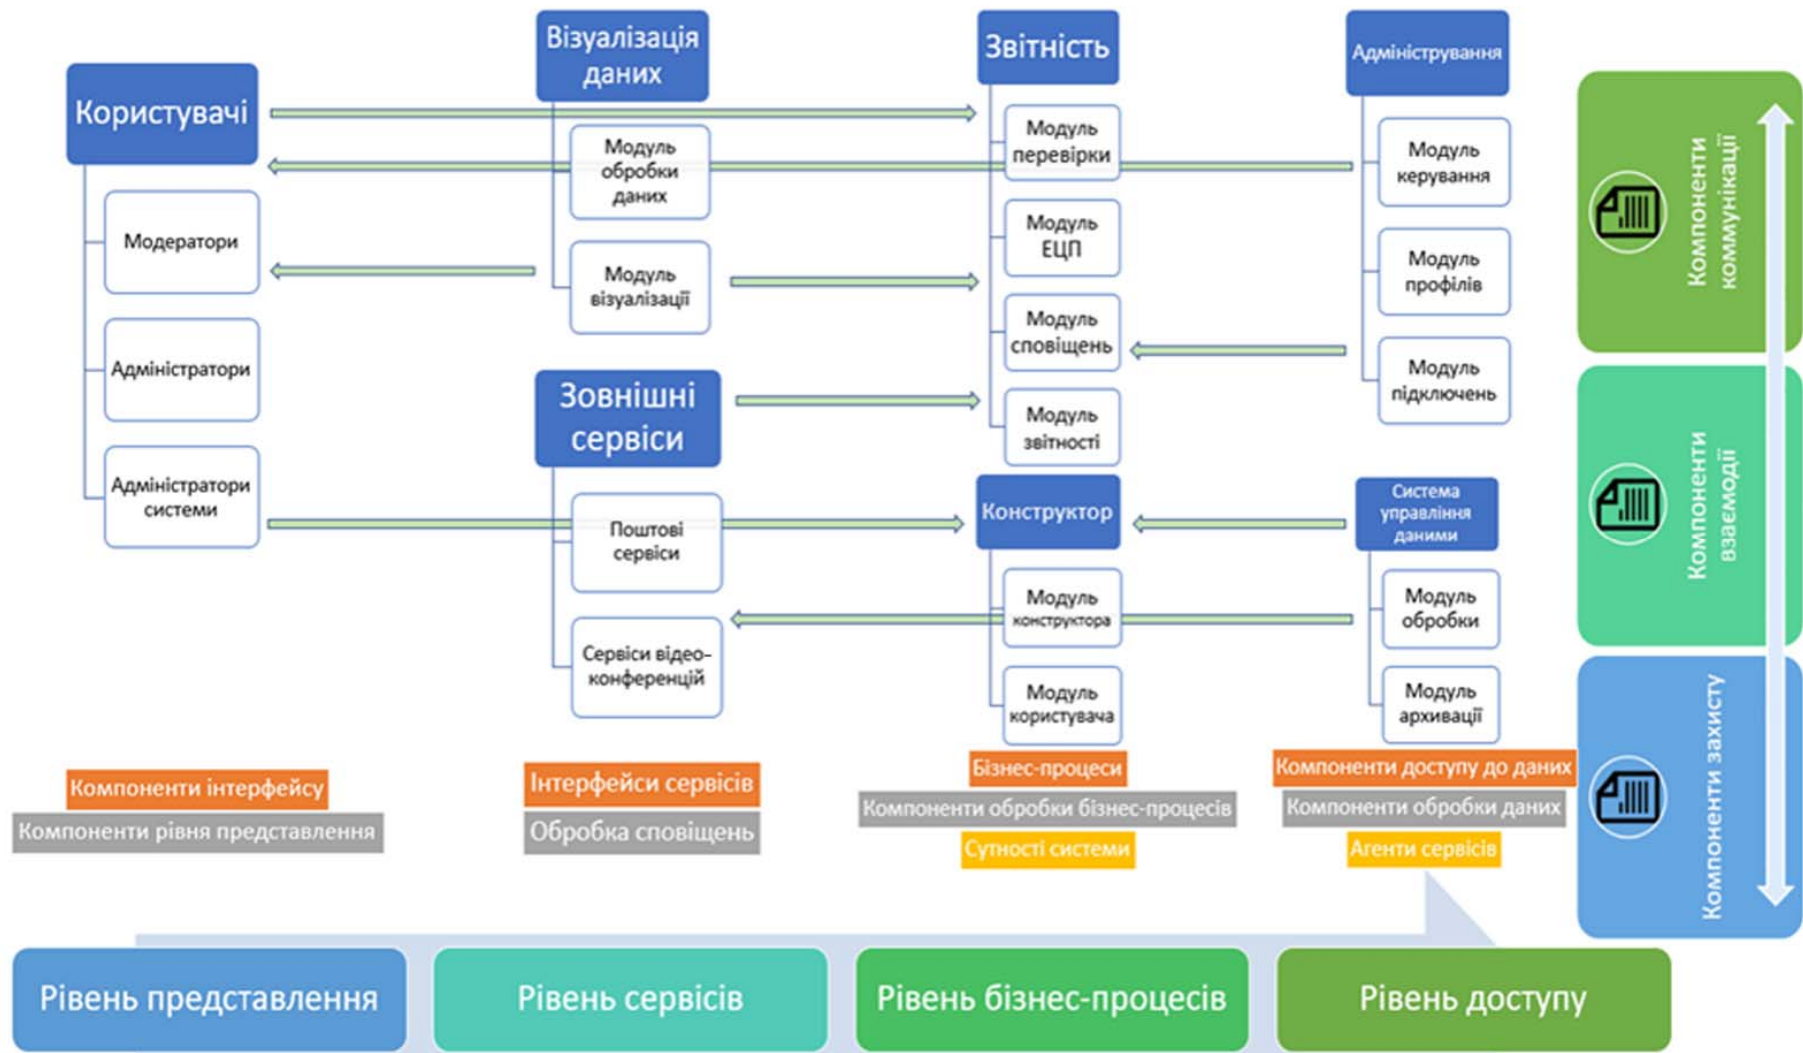 Користувачі
Модератори
Адміністратори
Адміністратори
системи
Візуалізація
даних
Модуль
обробки
даних
Модуль
візуалізації
Зовнішні
сервіси
Поштові
сервіси
Сервіси відео-
конференцій
Звітність
Модуль
перевірки
Модуль
ЕЦП
Модуль
сповіщень
Модуль
звітності
Конструктор
Модуль
конструктора
Модуль
користувача
Адміністрування
Модуль
керування
Модуль
профілів
Модуль
підключень
Система
управління
даними
Модуль
обробки
Модуль
архивації
Компоненти
коммунікації
Компоненти
взаємодії
Компоненти захисту
Компоненти інтерфейсу
Компоненти рівня представлення
Інтерфейси сервісів
Обробка сповіщень
Бізнес-процеси
Компоненти обробки бізнес-процесів
Сутності системи
Компоненти доступу до даних
Компоненти обробки даних
Агенти сервісів
Рівень представлення
Рівень сервісів
Рівень бізнес-процесів
Рівень доступу